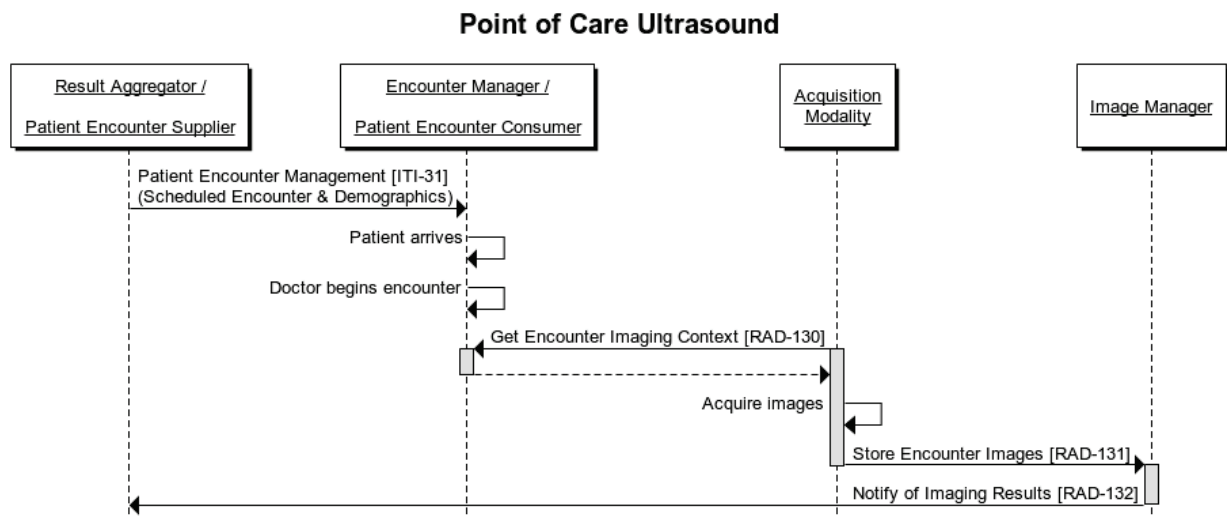 Point of Care Ultrasound
Result Aggregator /
Patient Encounter Supplier
Encounter Manager /
Patient Encounter Consumer
Acquisition
Modality
Image Manager
Patient Encounter Management [ITI-31]
(Scheduled Encounter & Demographics)
Patient arrives
Doctor begins encounter
Get Encounter Imaging Context [RAD-130]
Acquire images
Store Encounter Images [RAD-131]
Notify of Imaging Results [RAD-132]